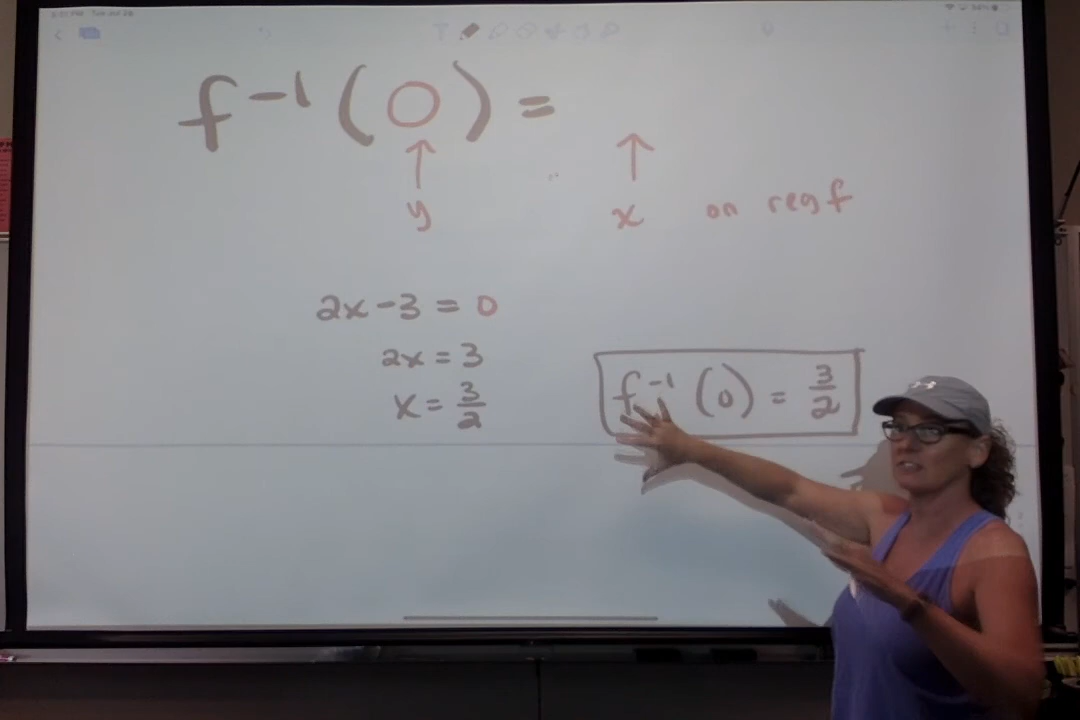 f⁻¹(0) =
↑ ↑
y x on reg f
2x - 3 = 0
2x = 3
x = 3/2
f⁻¹(0) = 3/2